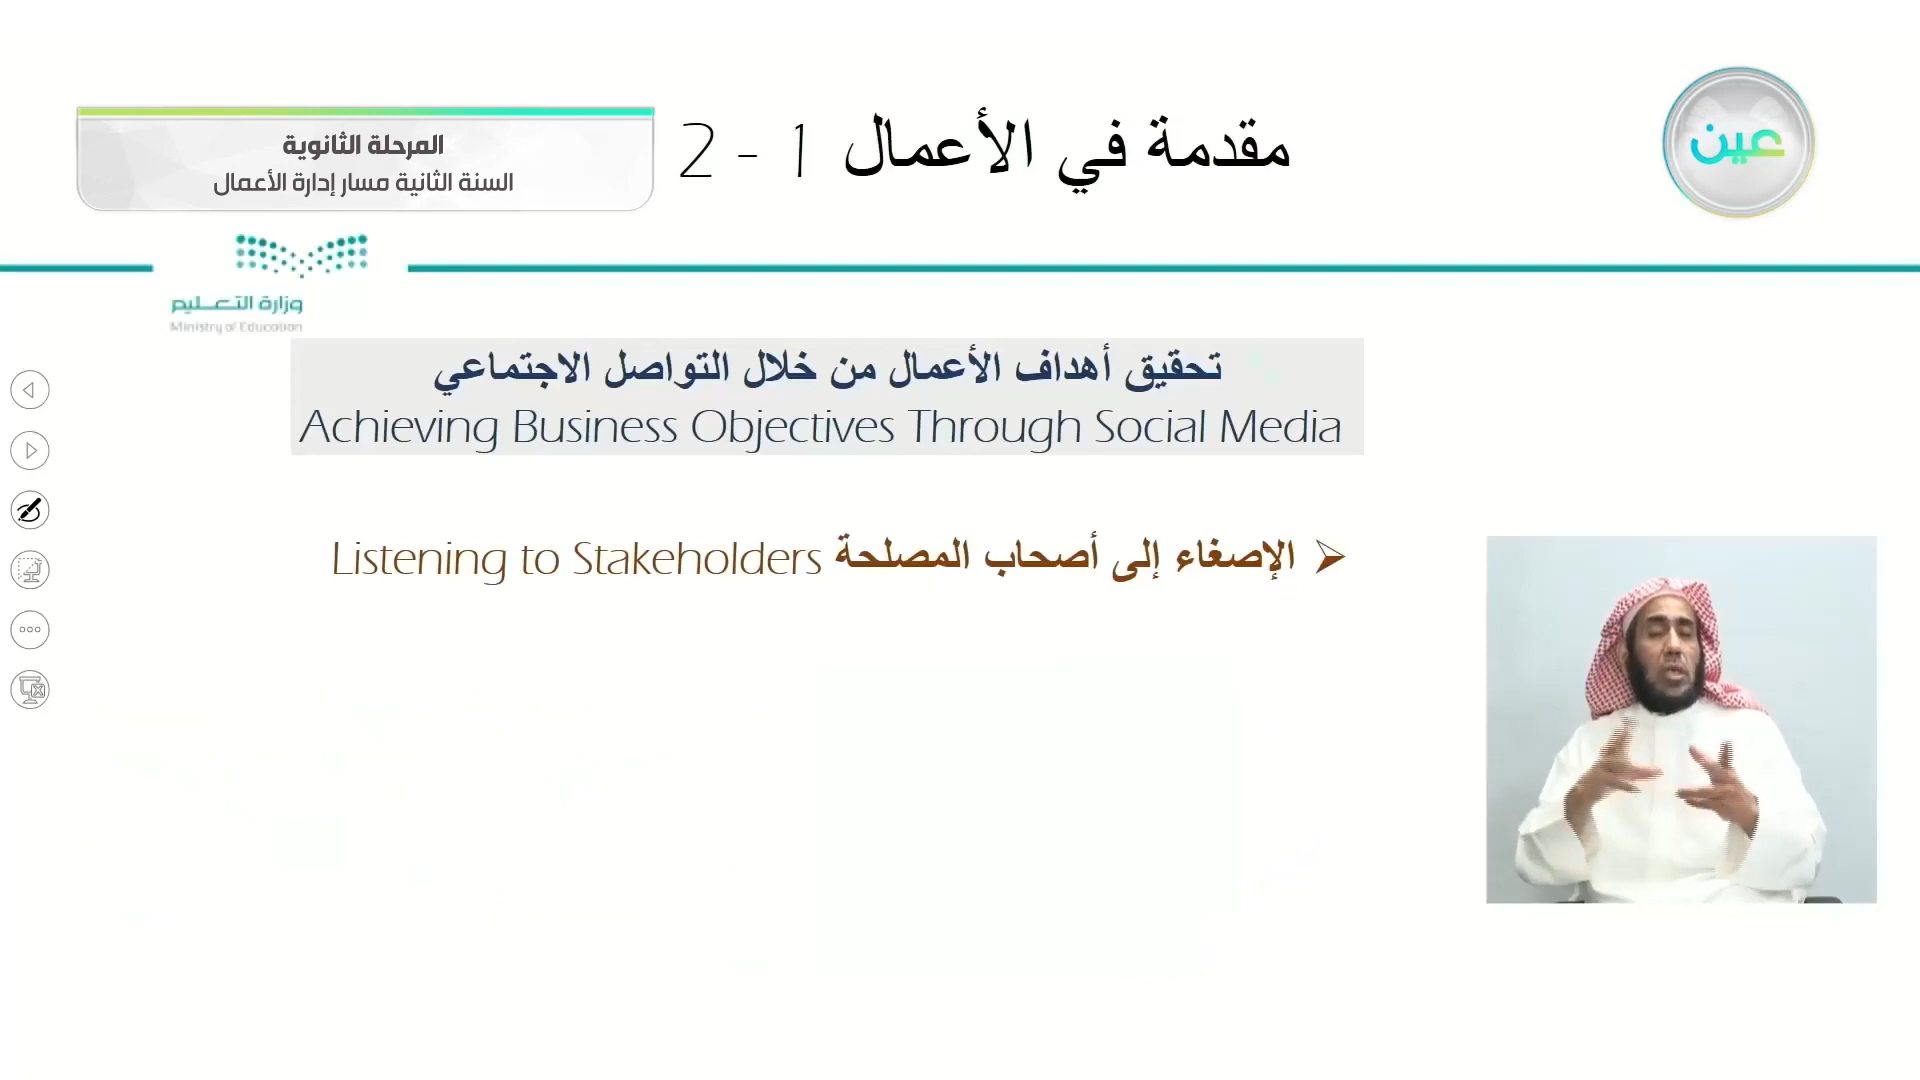 مقدمة في الأعمال 1 - 2
عين
المرحلة الثانوية
السنة الثانية مسار إدارة الأعمال
وزارة التعليم
Ministry of Education
تحقيق أهداف الأعمال من خلال التواصل الاجتماعي
Achieving Business Objectives Through Social Media
الإصغاء إلى أصحاب المصلحة Listening to Stakeholders